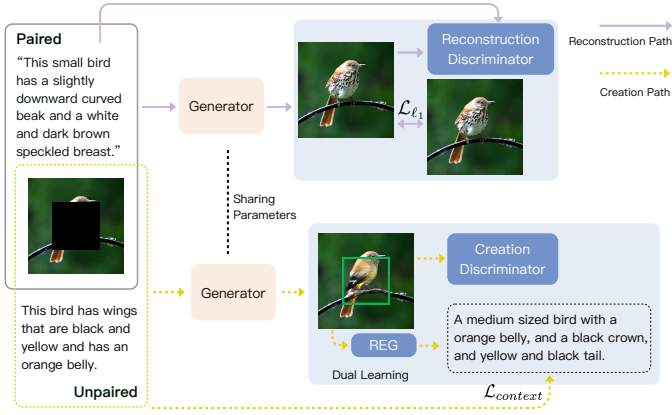 Paired
“This small bird
has a slightly
downward curved
beak and a white
and dark brown
speckled breast.”
Generator
Reconstruction
Discriminator
Reconstruction Path
Creation Path
ℒℓ₁
Sharing
Parameters
Generator
Creation
Discriminator
This bird has wings
that are black and
yellow and has an
orange belly.
Unpaired
REG
Dual Learning
A medium sized bird with a
orange belly, and a black crown,
and yellow and black tail.
ℒcontext